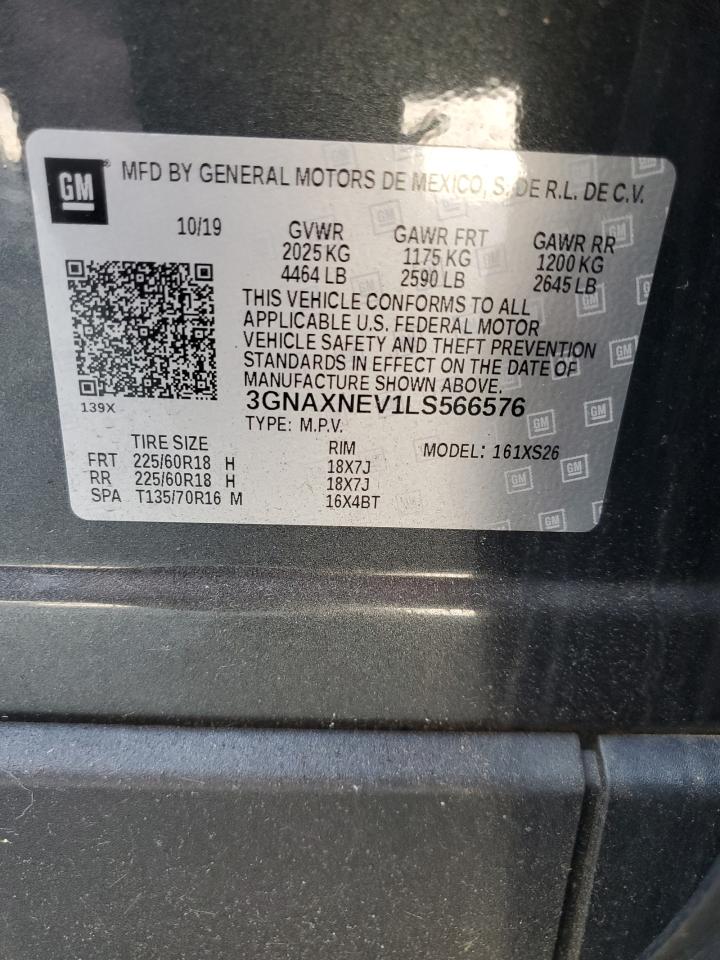 GM ® MFD BY GENERAL MOTORS DE MEXICO, S. DE R.L. DE C.V.
10/19 GVWR GAWR FRT GAWR RR
2025 KG 1175 KG 1200 KG
4464 LB 2590 LB 2645 LB
THIS VEHICLE CONFORMS TO ALL
APPLICABLE U.S. FEDERAL MOTOR
VEHICLE SAFETY AND THEFT PREVENTION
STANDARDS IN EFFECT ON THE DATE OF
MANUFACTURE SHOWN ABOVE.
139X
3GNAXNEV1LS566576
TYPE: M.P.V.
MODEL: 161XS26
TIRE SIZE RIM
FRT 225/60R18 H 18X7J
RR 225/60R18 H 18X7J
SPA T135/70R16 M 16X4BT